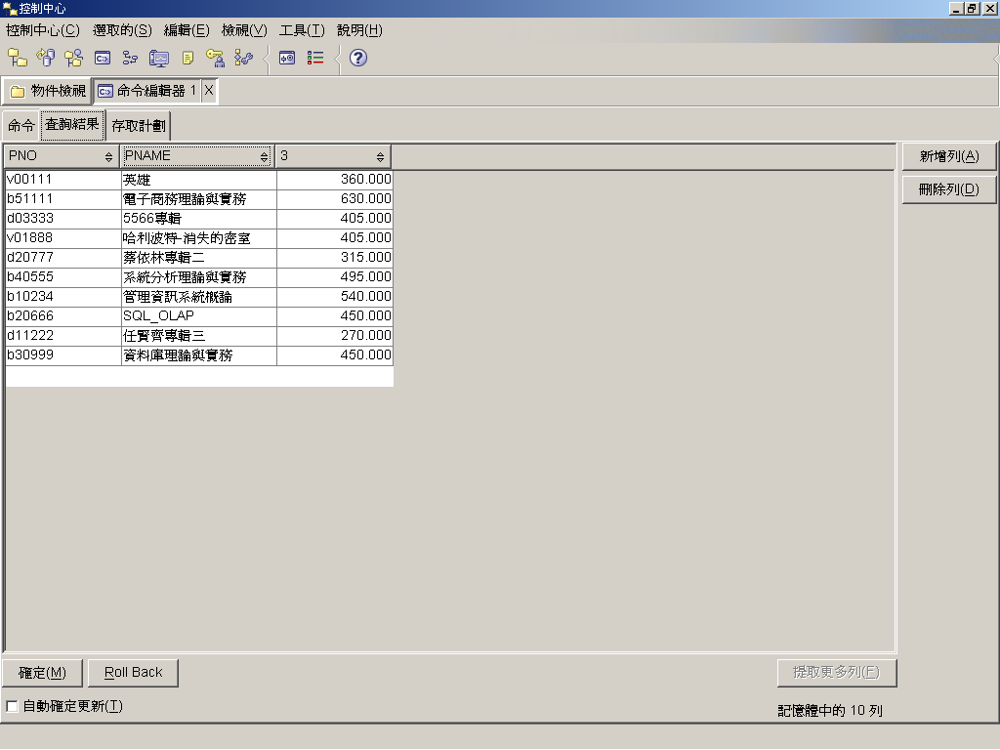 控制中心
控制中心(C) 選取的(S) 編輯(E) 檢視(V) 工具(T) 說明(H)
物件檢視 命令編輯器 1 X
命令 查詢結果 存取計劃
PNO PNAME 3
v00111 英雄 360.000
b51111 電子商務理論與實務 630.000
d03333 5566專輯 405.000
v01888 哈利波特-消失的密室 405.000
d20777 蔡依林專輯二 315.000
b40555 系統分析理論與實務 495.000
b10234 管理資訊系統概論 540.000
b20666 SQL_OLAP 450.000
d11222 任賢齊專輯三 270.000
b30999 資料庫理論與實務 450.000
新增列(A)
刪除列(D)
確定(M) Roll Back 提取更多列(F)
自動確定更新(T) 記憶體中的 10 列